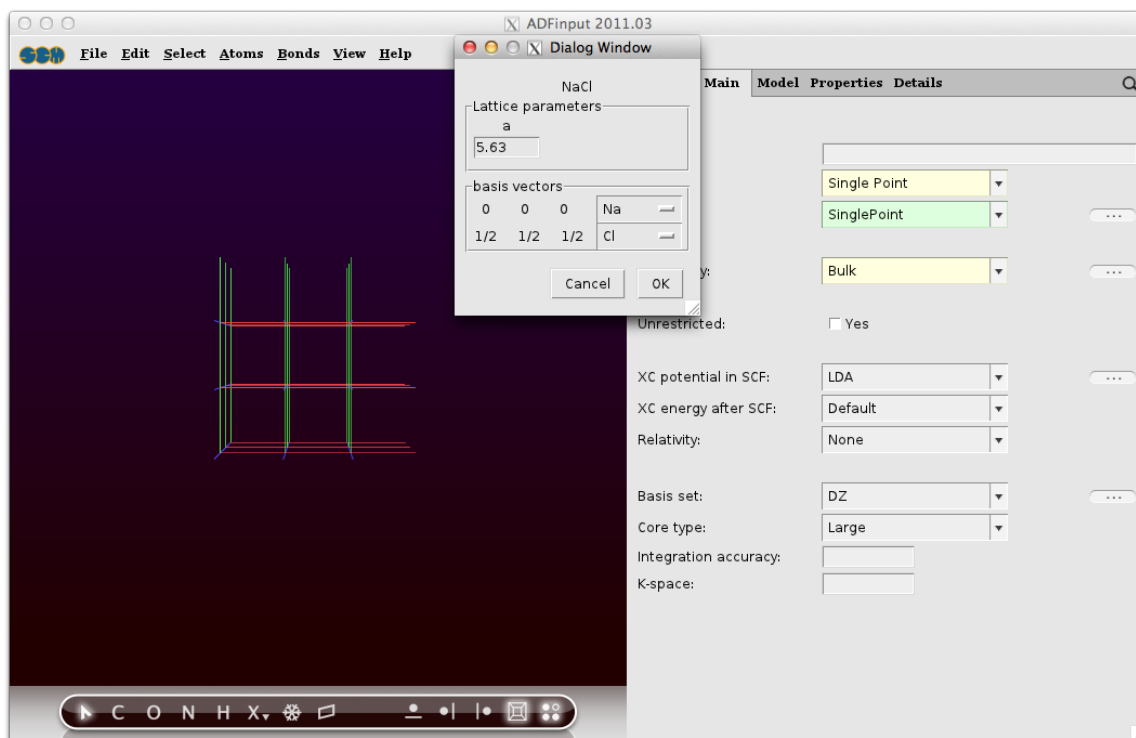 X ADFinput 2011.03
SCM File Edit Select Atoms Bonds View Help
X Dialog Window
NaCl
Lattice parameters
a
5.63
basis vectors
0 0 0 Na
1/2 1/2 1/2 Cl
Cancel OK
Main Model Properties Details
Single Point
SinglePoint
y: Bulk
Unrestricted: Yes
XC potential in SCF: LDA
XC energy after SCF: Default
Relativity: None
Basis set: DZ
Core type: Large
Integration accuracy:
K-space:
C O N H X